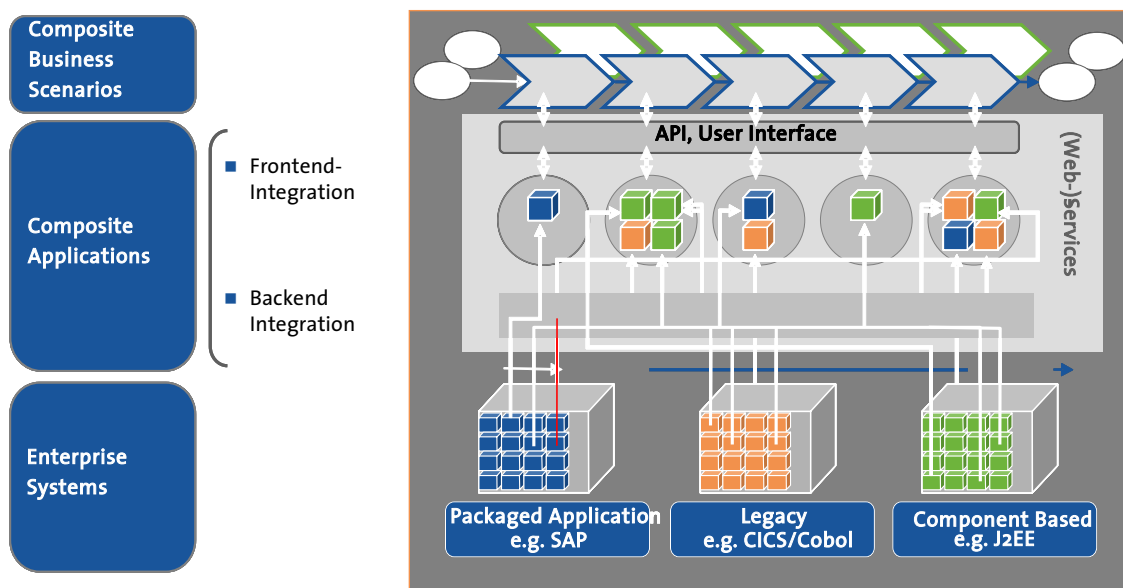 Composite
Business
Scenarios
Composite
Applications
Frontend-
Integration
Backend
Integration
Enterprise
Systems
API, User Interface
(Web-)Services
Packaged Application
e.g. SAP
Legacy
e.g. CICS/Cobol
Component Based
e.g. J2EE